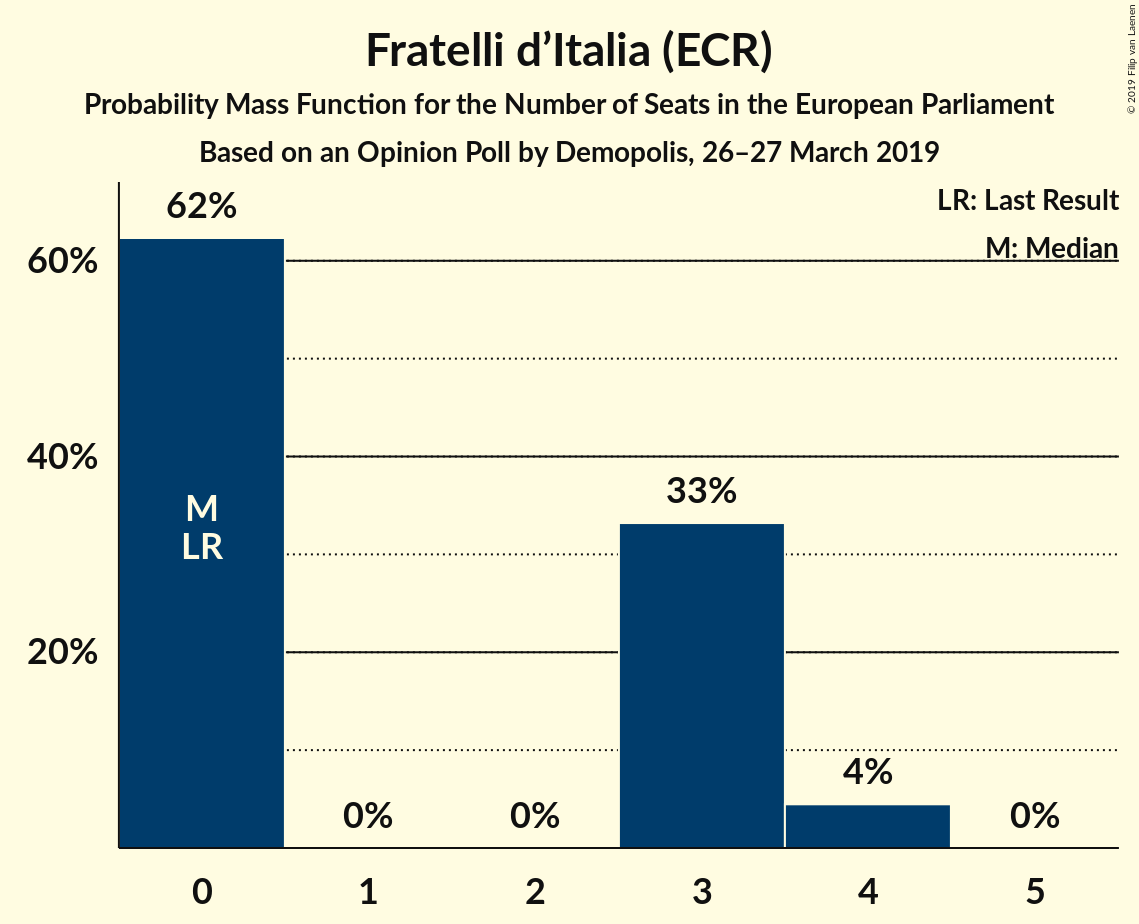 Fratelli d’Italia (ECR)
Probability Mass Function for the Number of Seats in the European Parliament
Based on an Opinion Poll by Demopolis, 26–27 March 2019
© 2019 Filip van Laenen
LR: Last Result
M: Median
62%
60%
40%
20%
M
LR
0%
0%
33%
4%
0%
0
1
2
3
4
5